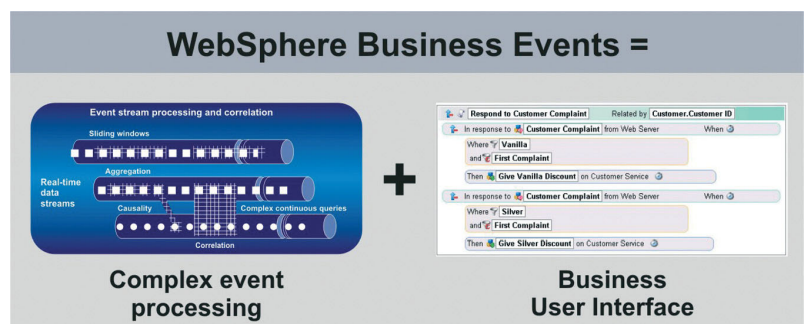 WebSphere Business Events =
Event stream processing and correlation
Sliding windows
Aggregation
Real-time
data
streams
Causality
Complex continuous queries
Correlation
+
Respond to Customer Complaint Related by Customer.Customer ID
In response to Customer Complaint from Web Server When
Where Vanilla
and First Complaint
Then Give Vanilla Discount on Customer Service
In response to Customer Complaint from Web Server When
Where Silver
and First Complaint
Then Give Silver Discount on Customer Service
Complex event
processing
Business
User Interface